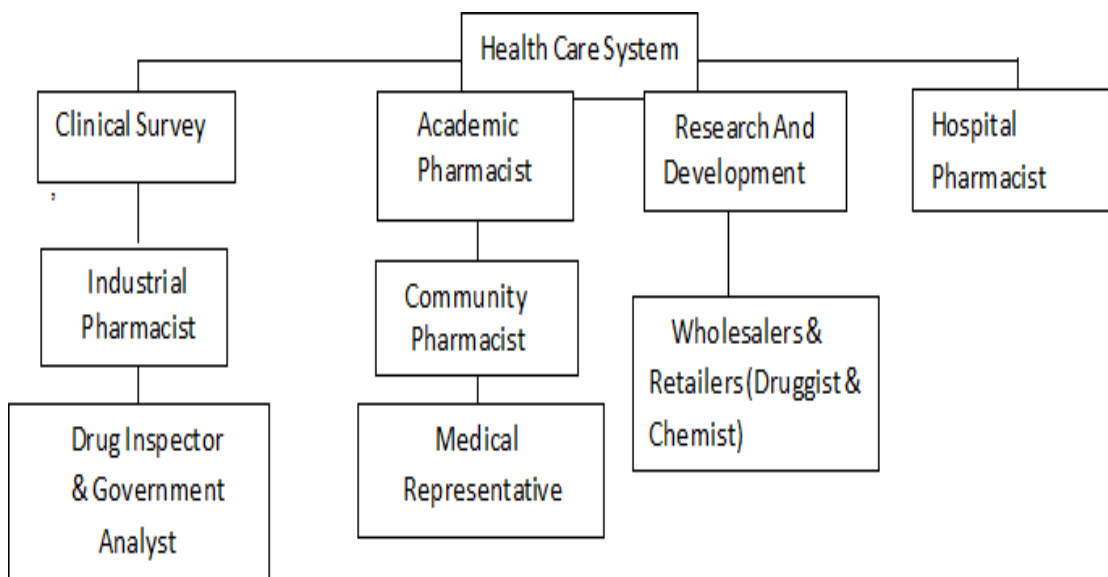 Health Care System
Clinical Survey
,
Academic
Pharmacist
Research And
Development
Hospital
Pharmacist
Industrial
Pharmacist
Community
Pharmacist
Wholesalers &
Retailers (Druggist &
Chemist)
Drug Inspector
& Government
Analyst
Medical
Representative